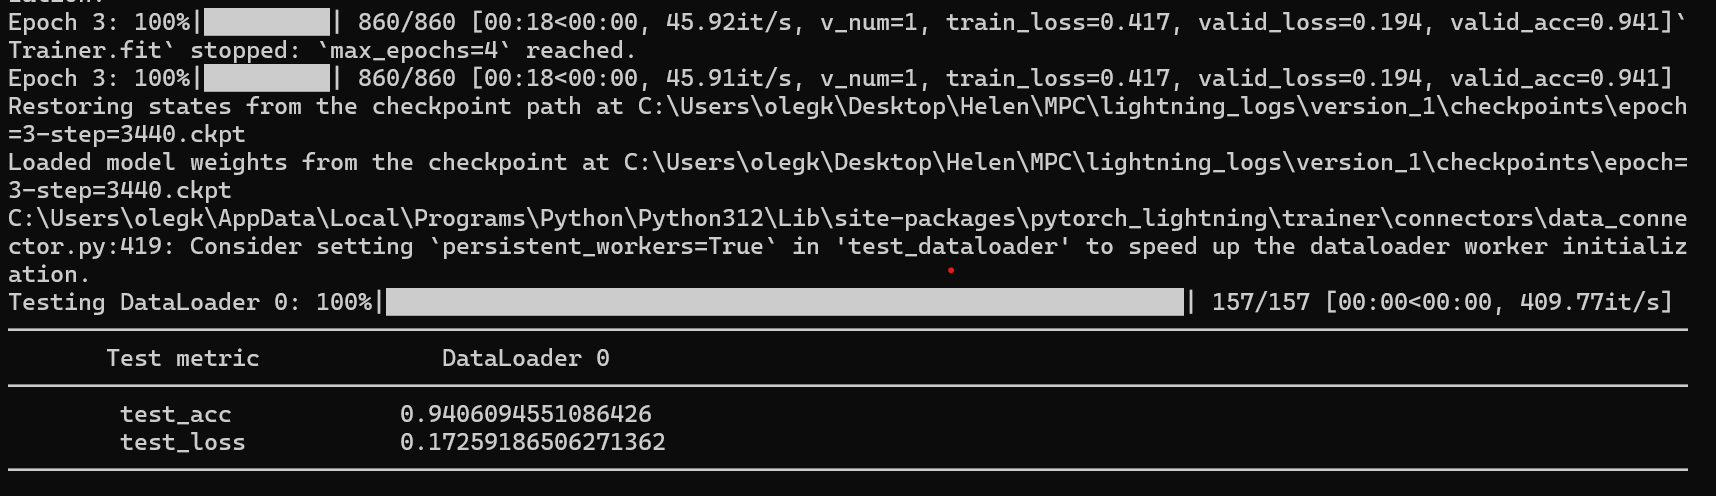 Epoch 3: 100%|██████████| 860/860 [00:18<00:00, 45.92it/s, v_num=1, train_loss=0.417, valid_loss=0.194, valid_acc=0.941]`
Trainer.fit` stopped: `max_epochs=4` reached.
Epoch 3: 100%|██████████| 860/860 [00:18<00:00, 45.91it/s, v_num=1, train_loss=0.417, valid_loss=0.194, valid_acc=0.941]
Restoring states from the checkpoint path at C:\Users\olegk\Desktop\Helen\MPC\lightning_logs\version_1\checkpoints\epoch
=3-step=3440.ckpt
Loaded model weights from the checkpoint at C:\Users\olegk\Desktop\Helen\MPC\lightning_logs\version_1\checkpoints\epoch=
3-step=3440.ckpt
C:\Users\olegk\AppData\Local\Programs\Python\Python312\Lib\site-packages\pytorch_lightning\trainer\connectors\data_conne
ctor.py:419: Consider setting `persistent_workers=True` in 'test_dataloader' to speed up the dataloader worker initializ
ation.
Testing DataLoader 0: 100%|██████████| 157/157 [00:00<00:00, 409.77it/s]
Test metric DataLoader 0
test_acc 0.9406094551086426
test_loss 0.17259186506271362